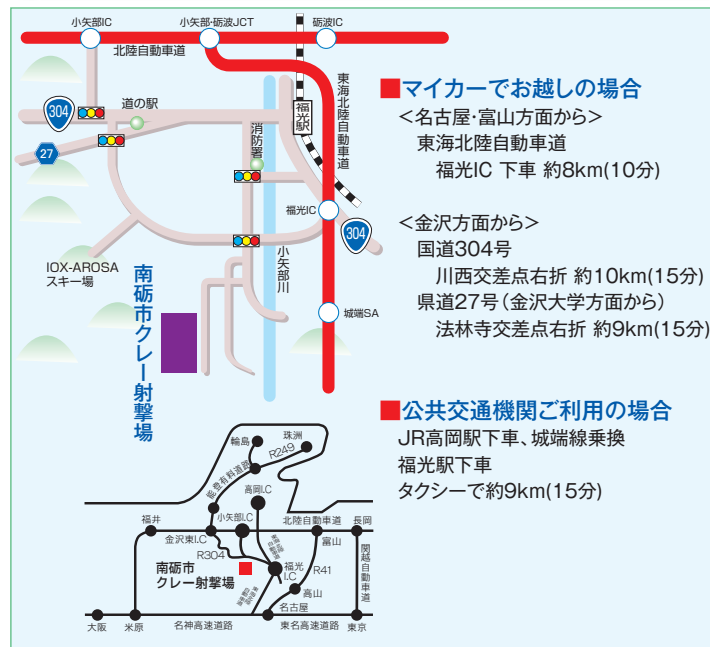 小矢部IC
小矢部・砺波JCT
砺波IC
北陸自動車道
304
道の駅
27
消防署
福光駅
東海北陸自動車道
福光IC
304
IOX-AROSA
スキー場
小矢部川
城端SA
南砺市クレー射撃場
■マイカーでお越しの場合
＜名古屋・富山方面から＞
東海北陸自動車道
福光IC 下車 約8km(10分)
＜金沢方面から＞
国道304号
川西交差点右折 約10km(15分)
県道27号（金沢大学方面から）
法林寺交差点右折 約9km(15分)
■公共交通機関ご利用の場合
JR高岡駅下車、城端線乗換
福光駅下車
タクシーで約9km(15分)
輪島
珠洲
R249
能登有料道路
高岡I.C
福井
小矢部I.C
北陸自動車道
長岡
金沢東I.C
富山
R304
南砺市
クレー射撃場
福光
I.C
R41
高山
関越自動車道
名古屋
大阪
米原
名神高速道路
東名高速道路
東京